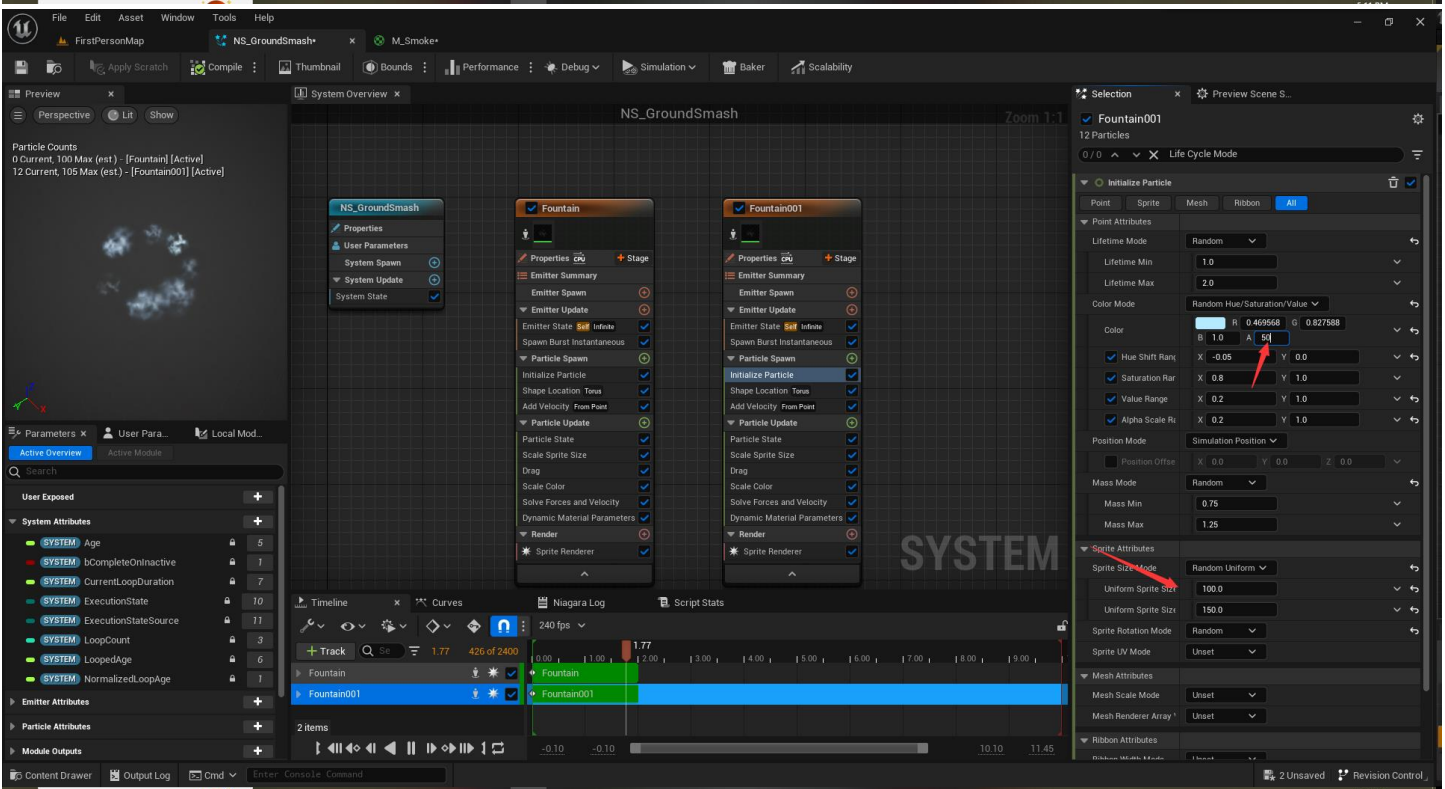 File Edit Asset Window Tools Help
FirstPersonMap NS_GroundSmash• M_Smoke•
Apply Scratch Compile Thumbnail Bounds Performance Debug Simulation Baker Scalability
Preview
Perspective Lit Show
Particle Counts
0 Current, 100 Max (est.) - [Fountain] [Active]
12 Current, 105 Max (est.) - [Fountain001] [Active]
Parameters User Para... Local Mod...
Active Overview Active Module
Search
User Exposed
System Attributes
SYSTEM Age 5
SYSTEM bCompleteOnInactive 1
SYSTEM CurrentLoopDuration 7
SYSTEM ExecutionState 10
SYSTEM ExecutionStateSource 11
SYSTEM LoopCount 3
SYSTEM LoopedAge 6
SYSTEM NormalizedLoopAge 1
Emitter Attributes
Particle Attributes
Module Outputs
System Overview
NS_GroundSmash
Zoom 1:1
NS_GroundSmash
Properties
User Parameters
System Spawn
System Update
System State
Fountain
Properties CPU Stage
Emitter Summary
Emitter Spawn
Emitter Update
Emitter State Self Infinite
Spawn Burst Instantaneous
Particle Spawn
Initialize Particle
Shape Location Torus
Add Velocity From Point
Particle Update
Particle State
Scale Sprite Size
Drag
Scale Color
Solve Forces and Velocity
Dynamic Material Parameters
Render
Sprite Renderer
Fountain001
Properties CPU Stage
Emitter Summary
Emitter Spawn
Emitter Update
Emitter State Self Infinite
Spawn Burst Instantaneous
Particle Spawn
Initialize Particle
Shape Location Torus
Add Velocity From Point
Particle Update
Particle State
Scale Sprite Size
Drag
Scale Color
Solve Forces and Velocity
Dynamic Material Parameters
Render
Sprite Renderer
SYSTEM
Timeline Curves Niagara Log Script Stats
240 fps
Track Se 1.77 426 of 2400
1.77
0.00 1.00 2.00 3.00 4.00 5.00 6.00 7.00 8.00 9.00
Fountain Fountain
Fountain001 Fountain001
2 items
-0.10 -0.10 10.10 11.45
Selection Preview Scene S...
Fountain001
12 Particles
0/0 Life Cycle Mode
Initialize Particle
Point Sprite Mesh Ribbon All
Point Attributes
Lifetime Mode Random
Lifetime Min 1.0
Lifetime Max 2.0
Color Mode Random Hue/Saturation/Value
Color R 0.469568 G 0.827588
B 1.0 A 50
Hue Shift Rang X -0.05 Y 0.0
Saturation Rar X 0.8 Y 1.0
Value Range X 0.2 Y 1.0
Alpha Scale Ra X 0.2 Y 1.0
Position Mode Simulation Position
Position Offse X 0.0 Y 0.0 Z 0.0
Mass Mode Random
Mass Min 0.75
Mass Max 1.25
Sprite Attributes
Sprite Size Mode Random Uniform
Uniform Sprite Size 100.0
Uniform Sprite Size 150.0
Sprite Rotation Mode Random
Sprite UV Mode Unset
Mesh Attributes
Mesh Scale Mode Unset
Mesh Renderer Array Unset
Ribbon Attributes
Content Drawer Output Log Cmd Enter Console Command 2 Unsaved Revision Control